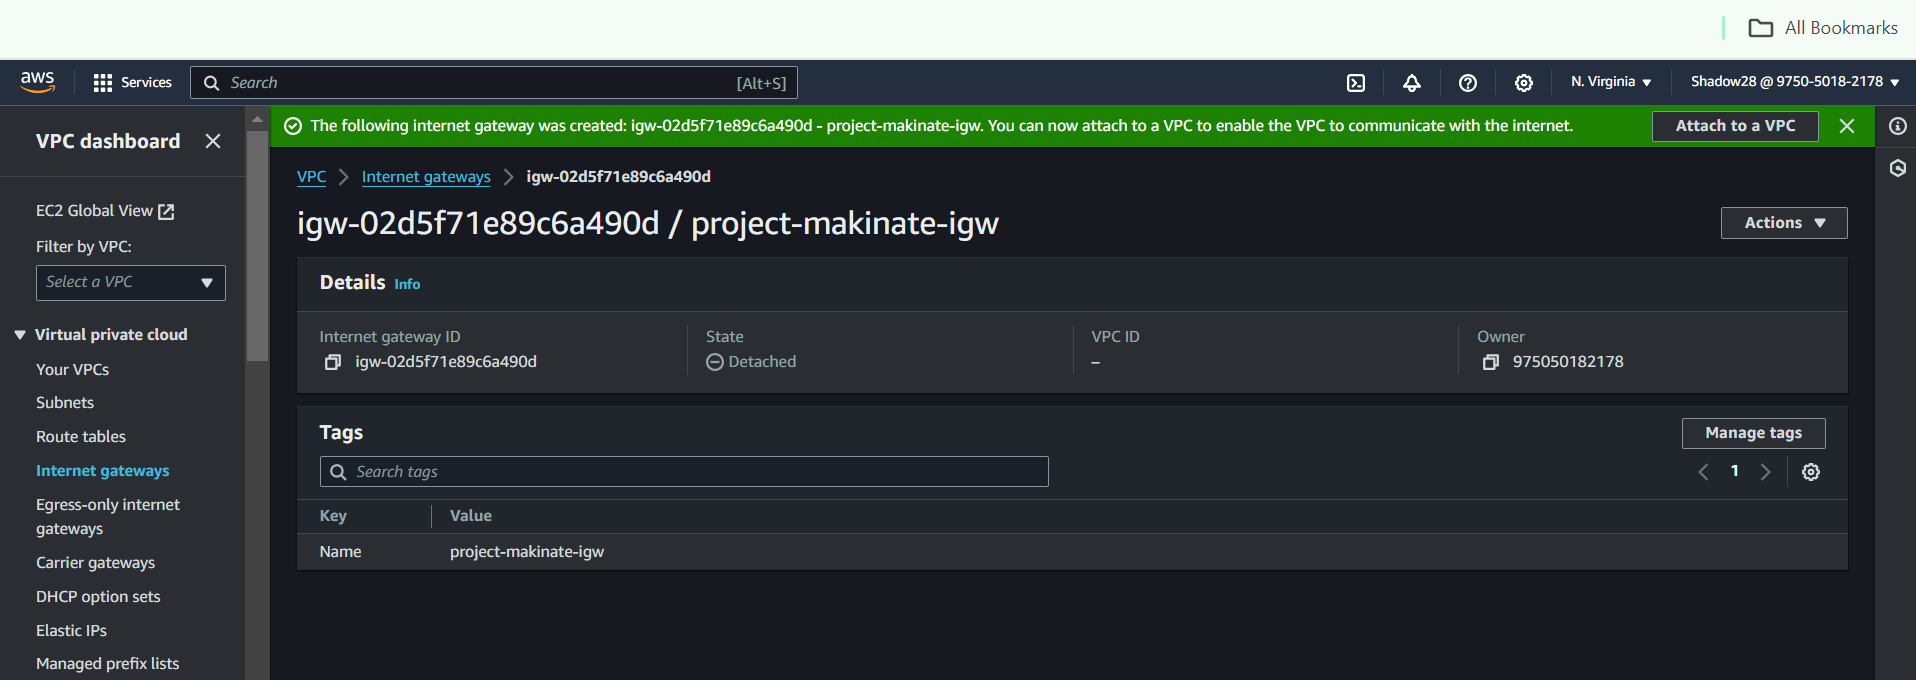 All Bookmarks
aws
Services
Search [Alt+S]
N. Virginia
Shadow28 @ 9750-5018-2178
VPC dashboard
EC2 Global View
Filter by VPC:
Select a VPC
Virtual private cloud
Your VPCs
Subnets
Route tables
Internet gateways
Egress-only internet
gateways
Carrier gateways
DHCP option sets
Elastic IPs
Managed prefix lists
The following internet gateway was created: igw-02d5f71e89c6a490d - project-makinate-igw. You can now attach to a VPC to enable the VPC to communicate with the internet.
Attach to a VPC
VPC > Internet gateways > igw-02d5f71e89c6a490d
igw-02d5f71e89c6a490d / project-makinate-igw
Actions
Details Info
Internet gateway ID
igw-02d5f71e89c6a490d
State
Detached
VPC ID
–
Owner
975050182178
Tags
Manage tags
Search tags
1
Key Value
Name project-makinate-igw